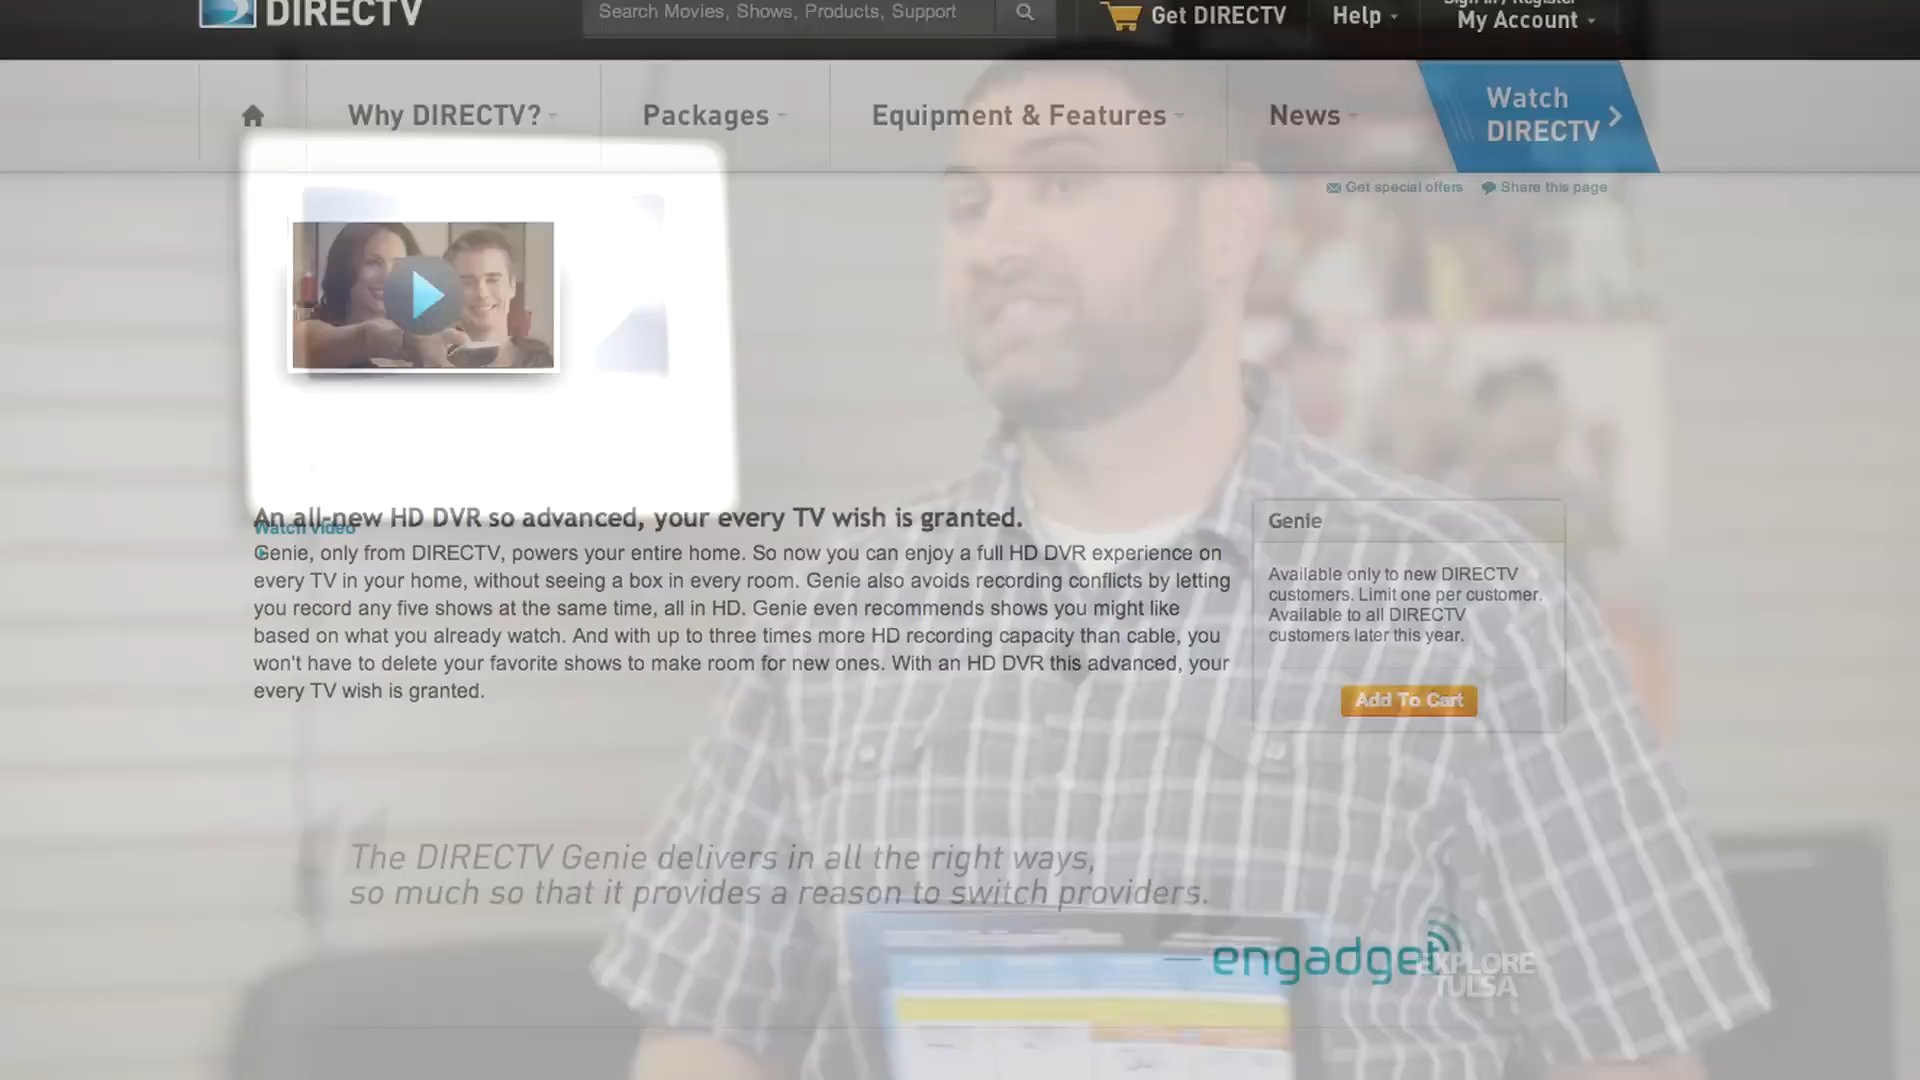 DIRECTV
Search Movies, Shows, Products, Support
Get DIRECTV
Help
Sign In / Register
My Account
Why DIRECTV?
Packages
Equipment & Features
News
Watch
DIRECTV
Get special offers
Share this page
An all-new HD DVR so advanced, your every TV wish is granted.
Watch video
Genie, only from DIRECTV, powers your entire home. So now you can enjoy a full HD DVR experience on
every TV in your home, without seeing a box in every room. Genie also avoids recording conflicts by letting
you record any five shows at the same time, all in HD. Genie even recommends shows you might like
based on what you already watch. And with up to three times more HD recording capacity than cable, you
won't have to delete your favorite shows to make room for new ones. With an HD DVR this advanced, your
every TV wish is granted.
Genie
Available only to new DIRECTV
customers. Limit one per customer.
Available to all DIRECTV
customers later this year.
Add To Cart
The DIRECTV Genie delivers in all the right ways,
so much so that it provides a reason to switch providers.
— engadget
EXPLORE
TULSA